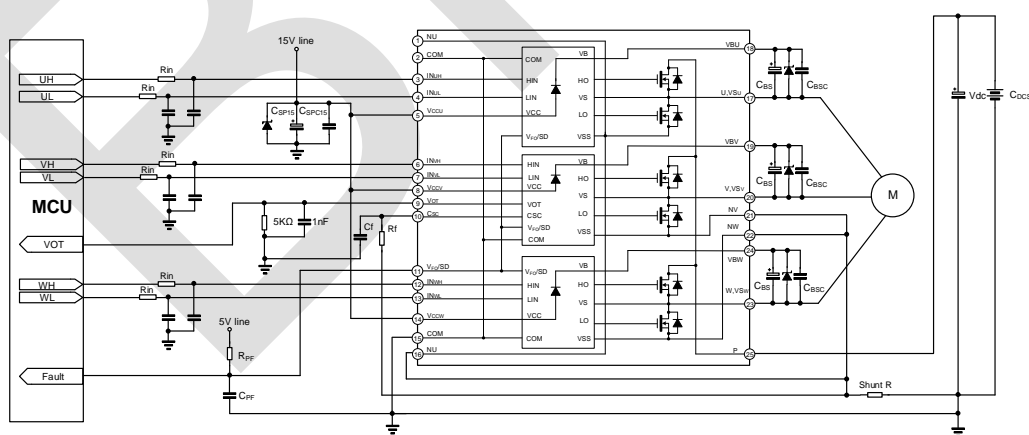 MCU
UH
UL
VH
VL
VOT
WH
WL
Fault
Rin
Rin
Rin
Rin
Rin
Rin
15V line
CSP15
CSPC15
5KΩ
1nF
Cf
Rf
5V line
RPF
CPF
1 NU
2 COM
3 INUH
4 INUL
5 VCCU
6 INVH
7 INVL
8 VCCV
9 VOT
10 CSC
11 VFO/SD
12 INWH
13 INWL
14 VCCW
15 COM
16 NU
COM VB
HIN HO
LIN VS
VCC LO
VFO/SD VSS
HIN VB
LIN HO
VCC
VOT VS
CSC LO
VFO/SD
COM VSS
VFO/SD VB
HIN HO
LIN VS
VCC LO
COM VSS
VBU 18
U,VSU 17
VBV 19
V,VSV 20
NV 21
NW 22
24
VBW
W,VSW 23
P 25
CBS
CBSC
CBS
CBSC
CBS
CBSC
M
Vdc
CDCS
Shunt R